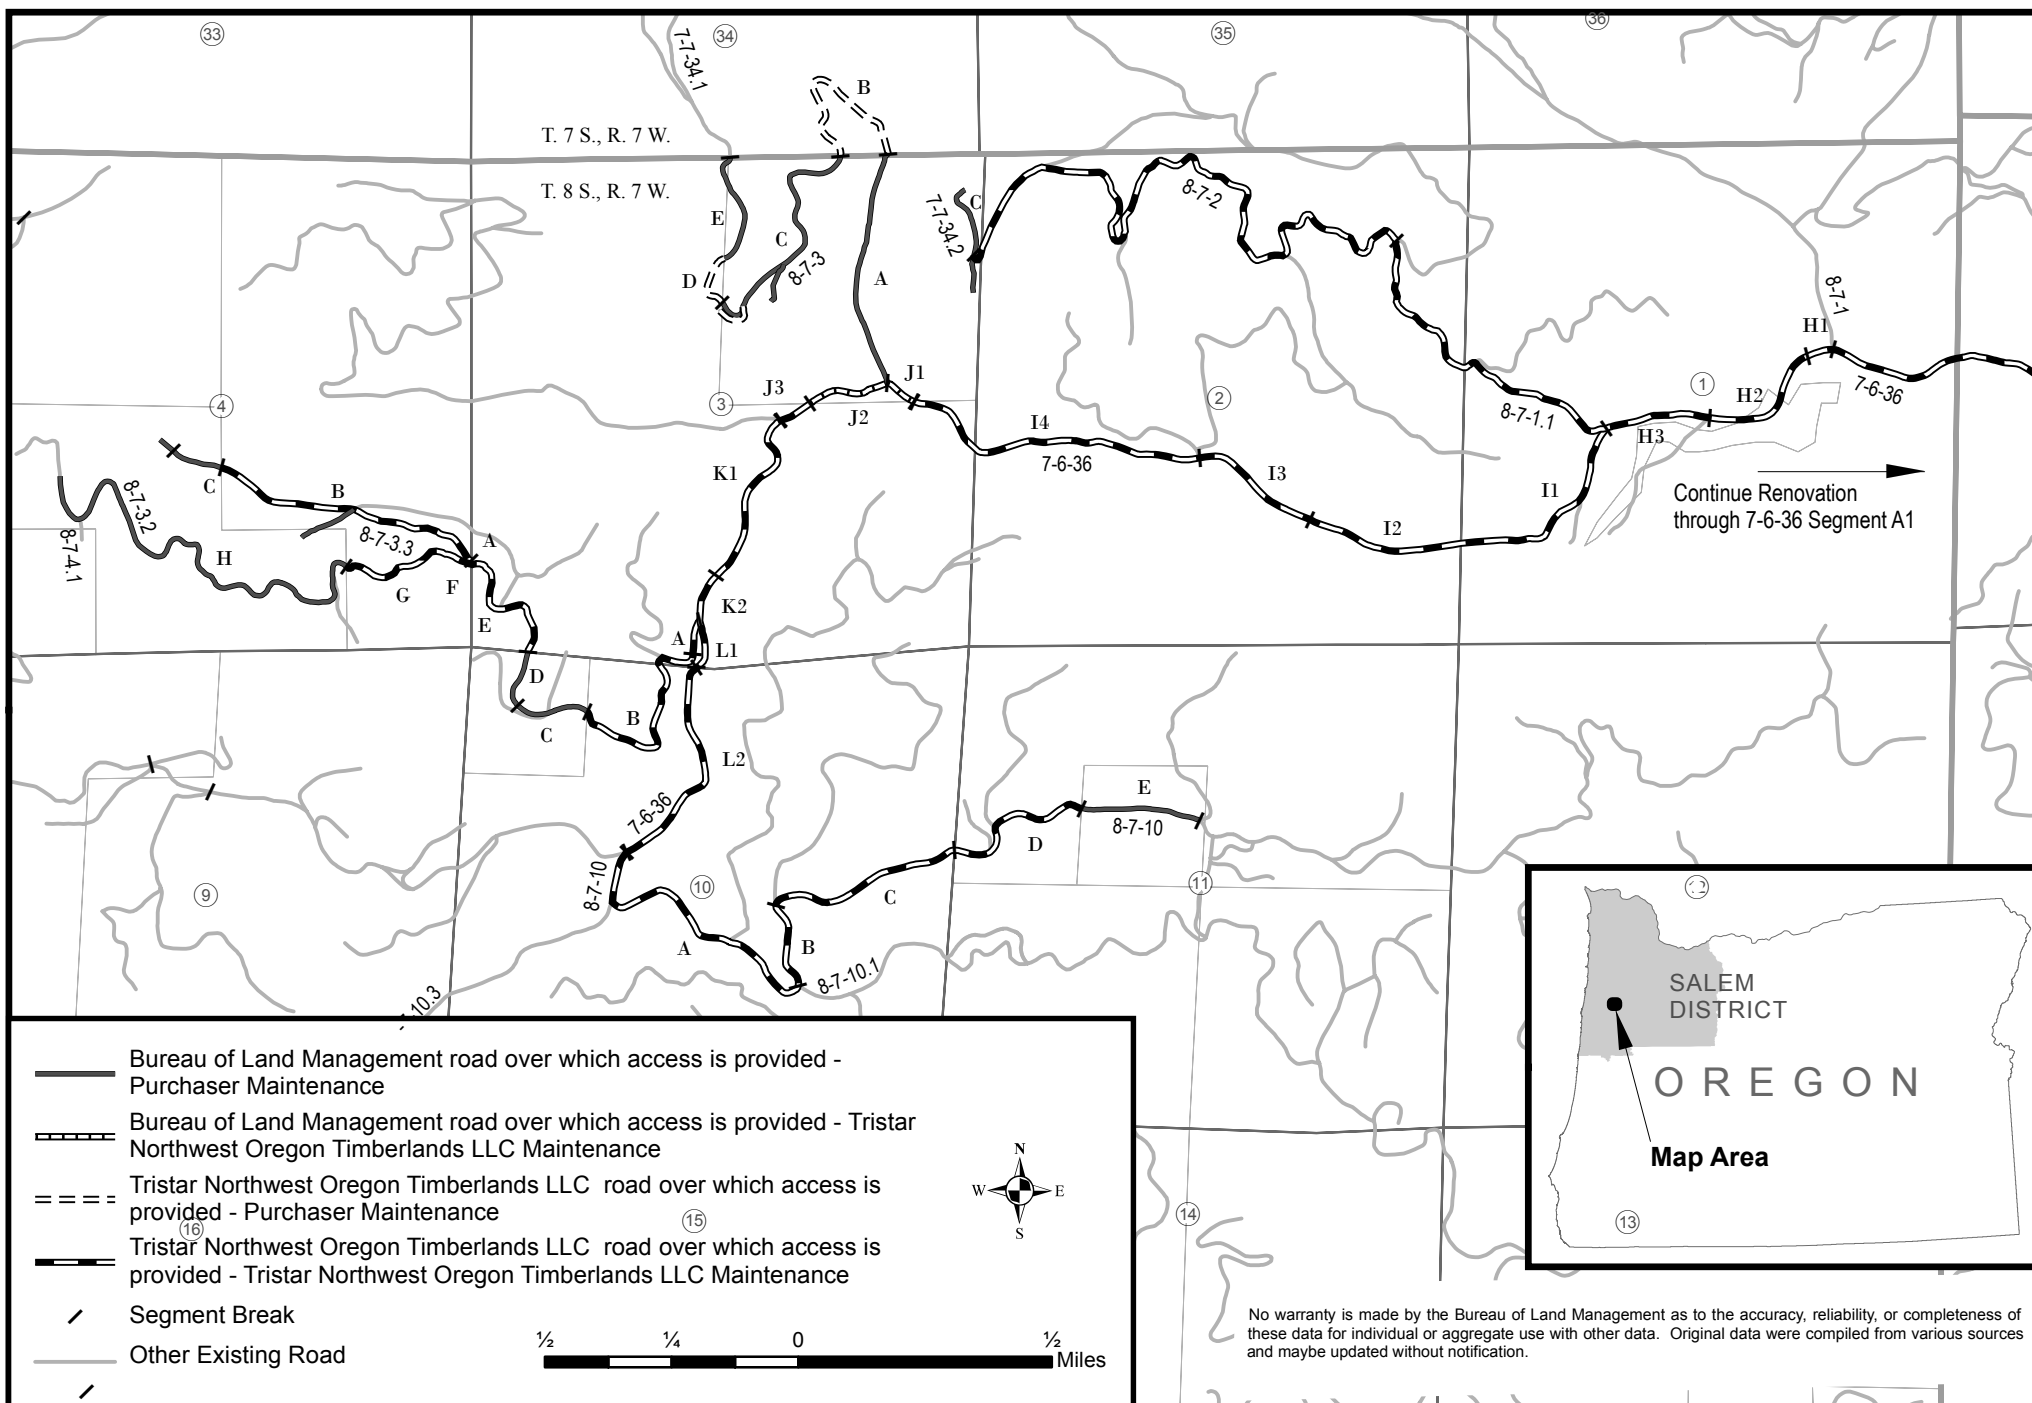 33
34
35
36
7-7-34.1
B
T. 7 S., R. 7 W.
T. 8 S., R. 7 W.
E
C
8-7-3
D
A
7-7-34.2
C
8-7-2
8-7-1
H1
7-6-36
1
H2
H3
8-7-1.1
4
3
2
J3
J1
J2
I4
7-6-36
K1
I3
I1
I2
Continue Renovation
through 7-6-36 Segment A1
C
B
8-7-3.2
8-7-3.3
A
8-7-4.1
H
G
F
E
K2
A
L1
D
C
B
L2
7-6-36
E
8-7-10
D
8-7-10
9
10
11
C
A
B
8-7-10.1
10.3
SALEM
DISTRICT
OREGON
Map Area
13
14
15
16
Bureau of Land Management road over which access is provided -
Purchaser Maintenance
Bureau of Land Management road over which access is provided - Tristar
Northwest Oregon Timberlands LLC Maintenance
Tristar Northwest Oregon Timberlands LLC road over which access is
provided - Purchaser Maintenance
Tristar Northwest Oregon Timberlands LLC road over which access is
provided - Tristar Northwest Oregon Timberlands LLC Maintenance
Segment Break
Other Existing Road
N
W E
S
½ ¼ 0 ½
Miles
No warranty is made by the Bureau of Land Management as to the accuracy, reliability, or completeness of
these data for individual or aggregate use with other data. Original data were compiled from various sources
and maybe updated without notification.